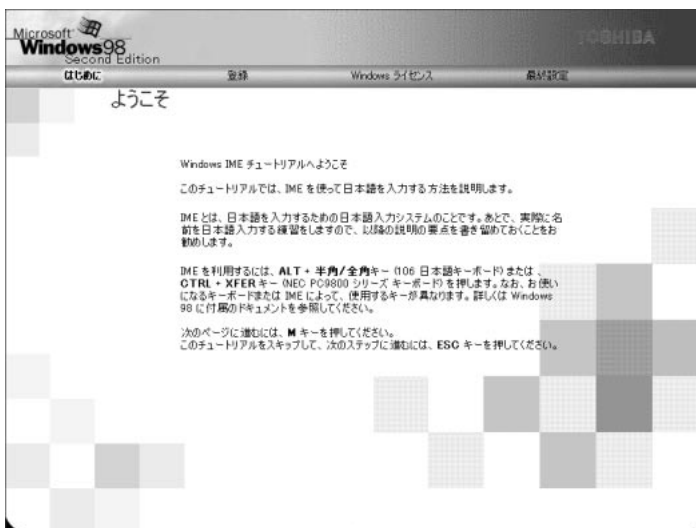 Microsoft
Windows98
Second Edition
TOSHIBA
はじめに 登録 Windows ライセンス 最終設定
ようこそ
Windows IME チュートリアルへようこそ
このチュートリアルでは、IME を使って日本語を入力する方法を説明します。
IME とは、日本語を入力するための日本語入力システムのことです。あとで、実際に名
前を日本語入力する練習をしますので、以降の説明の要点を書き留めておくことをお
勧めします。
IME を利用するには、ALT + 半角/全角キー (106 日本語キーボード) または 、
CTRL + XFER キー (NEC PC9800 シリーズ キーボード) を押します。なお、お使い
になるキーボードまたは IME によって、使用するキーが異なります。詳しくは Windows
98 に付属のドキュメントを参照してください。
次のページに進むには、M キーを押してください。
このチュートリアルをスキップして、次のステップに進むには、ESC キーを押してください。